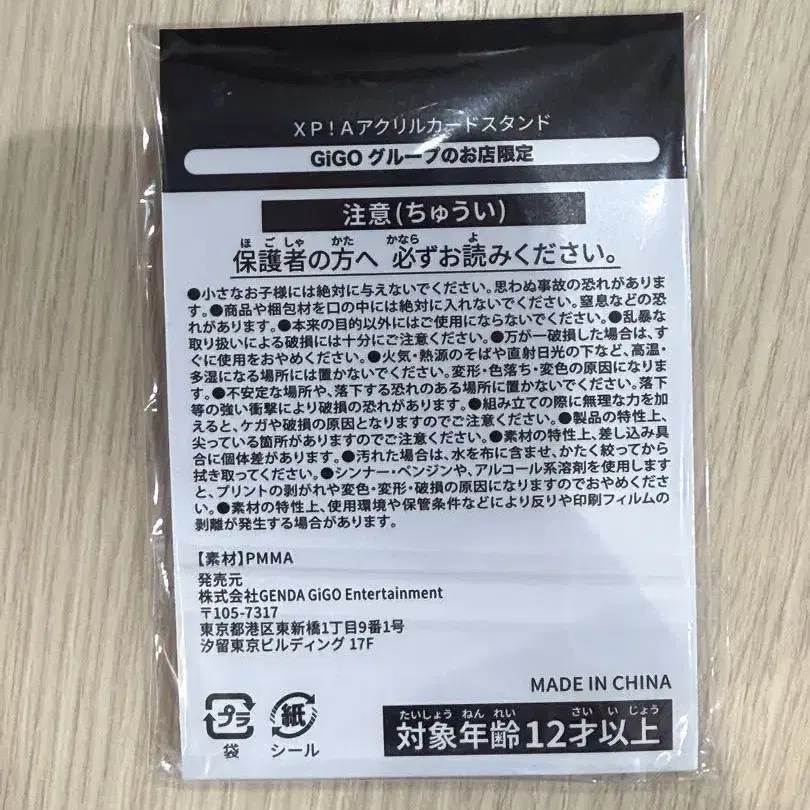 XP!Aアクリルカードスタンド
GiGO グループのお店限定
注意(ちゅうい)
ほごしゃ かた かなら よ
保護者の方へ 必ずお読みください。
●小さなお子様には絶対に与えないでください。思わぬ事故の恐れがありま
す。●商品や梱包材を口の中には絶対に入れないでください。窒息などの恐
れがあります。●本来の目的以外にはご使用にならないでください。●乱暴な
取り扱いによる破損には十分にご注意ください。●万が一破損した場合は、す
ぐに使用をおやめください。●火気・熱源のそばや直射日光の下など、高温・
多湿になる場所には置かないでください。変形・色落ち・変色の原因になりま
す。●不安定な場所や、落下する恐れのある場所に置かないでください。落下
等の強い衝撃により破損の恐れがあります。●組み立ての際に無理な力を加
えると、ケガや破損の原因となりますのでご注意ください。●製品の特性上、
尖っている箇所がありますのでご注意ください。●素材の特性上、差し込み具
合に個体差があります。●汚れた場合は、水を布に含ませ、かたく絞ってから
拭き取ってください。●シンナー・ベンジンや、アルコール系溶剤を使用します
と、プリントの剥がれや変色・変形・破損の原因になりますのでおやめくださ
い。●素材の特性上、使用環境や保管条件などにより反りや印刷フィルムの
剥離が発生する場合があります。
【素材】PMMA
発売元
株式会社GENDA GiGO Entertainment
〒105-7317
東京都港区東新橋1丁目9番1号
汐留東京ビルディング 17F
MADE IN CHINA
プラ 紙
袋 シール
たいしょう ねん れい さい い じょう
対象年齢12才以上